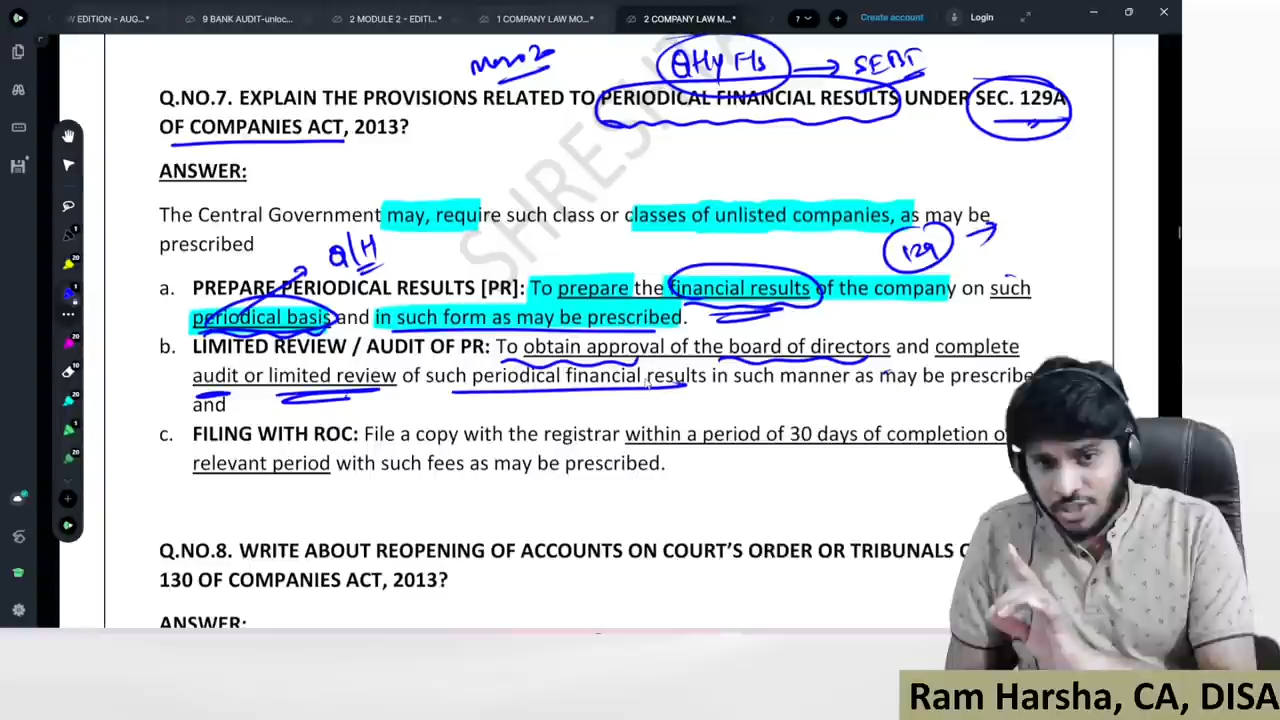 W EDITION - AUG...*
9 BANK AUDIT-unloc...
2 MODULE 2 - EDITI...*
1 COMPANY LAW MO...*
2 COMPANY LAW M...*
7
Create account
Login
QHy FIs → SEBI
Q.NO.7. EXPLAIN THE PROVISIONS RELATED TO PERIODICAL FINANCIAL RESULTS UNDER SEC. 129A
OF COMPANIES ACT, 2013?
SHRESHTA
ANSWER:
The Central Government may, require such class or classes of unlisted companies, as may be
prescribed
Q/H
129 →
a. PREPARE PERIODICAL RESULTS [PR]: To prepare the financial results of the company on such
periodical basis and in such form as may be prescribed.
b. LIMITED REVIEW / AUDIT OF PR: To obtain approval of the board of directors and complete
audit or limited review of such periodical financial results in such manner as may be prescribe
and
c. FILING WITH ROC: File a copy with the registrar within a period of 30 days of completion o
relevant period with such fees as may be prescribed.
Q.NO.8. WRITE ABOUT REOPENING OF ACCOUNTS ON COURT'S ORDER OR TRIBUNALS
130 OF COMPANIES ACT, 2013?
ANSWER:
Ram Harsha, CA, DISA